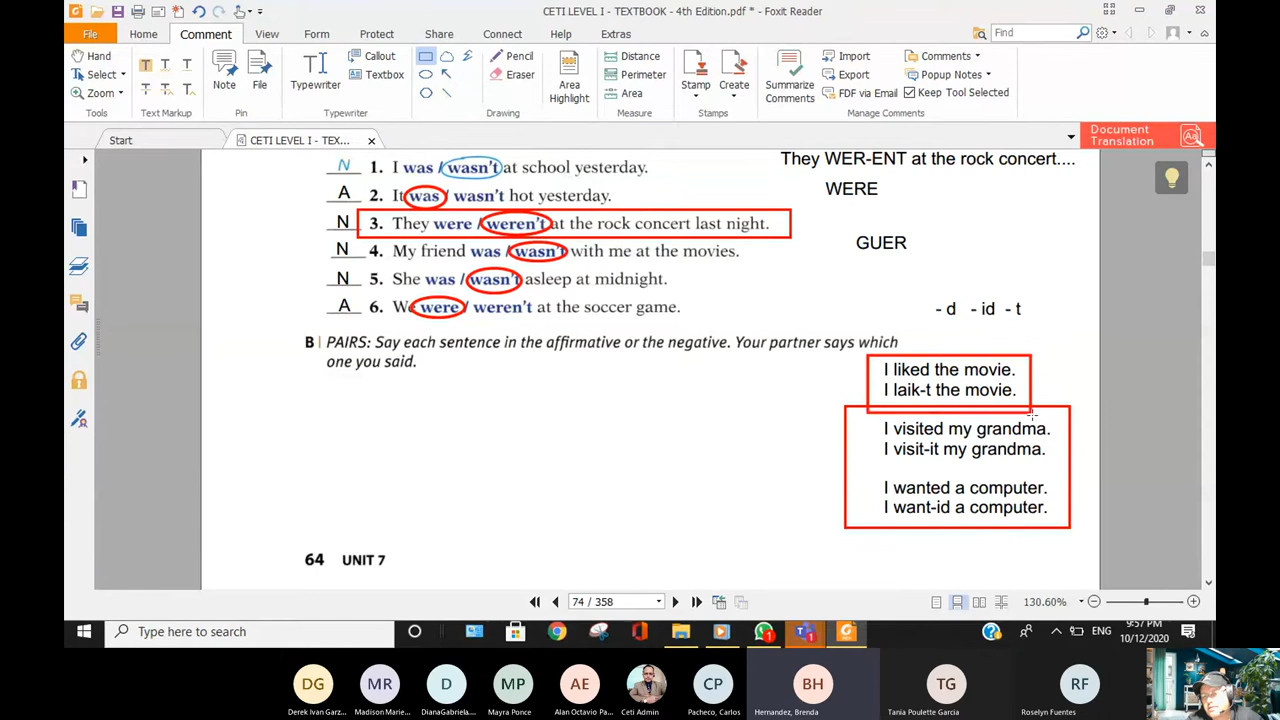 CETI LEVEL I - TEXTBOOK - 4th Edition.pdf * - Foxit Reader
File Home Comment View Form Protect Share Connect Help Extras
Find
Hand
Select
Zoom
Tools
Text Markup
Note
File
Pin
Typewriter
Callout
Textbox
Typewriter
Pencil
Eraser
Drawing
Area
Highlight
Distance
Perimeter
Area
Measure
Stamp
Create
Stamps
Summarize
Comments
Import
Export
FDF via Email
Comments
Popup Notes
Keep Tool Selected
Manage Comments
Start
CETI LEVEL I - TEX...
Document
Translation
N 1. I was / wasn't at school yesterday.
A 2. It was / wasn't hot yesterday.
N 3. They were / weren't at the rock concert last night.
N 4. My friend was / wasn't with me at the movies.
N 5. She was / wasn't asleep at midnight.
A 6. We were / weren't at the soccer game.
They WER-ENT at the rock concert....
WERE
GUER
- d - id - t
B PAIRS: Say each sentence in the affirmative or the negative. Your partner says which
one you said.
I liked the movie.
I laik-t the movie.
I visited my grandma.
I visit-it my grandma.
I wanted a computer.
I want-id a computer.
64 UNIT 7
74 / 358
130.60%
Type here to search
ENG
9:57 PM
10/12/2020
DG
MR
D
MP
AE
CP
BH
TG
RF
Derek Ivan Garz...
Madison Marie...
DianaGabriela...
Mayra Ponce
Alan Octavio Pa...
Ceti Admin
Pacheco, Carlos
Hernandez, Brenda
Tania Poulette Garcia
Roselyn Fuentes